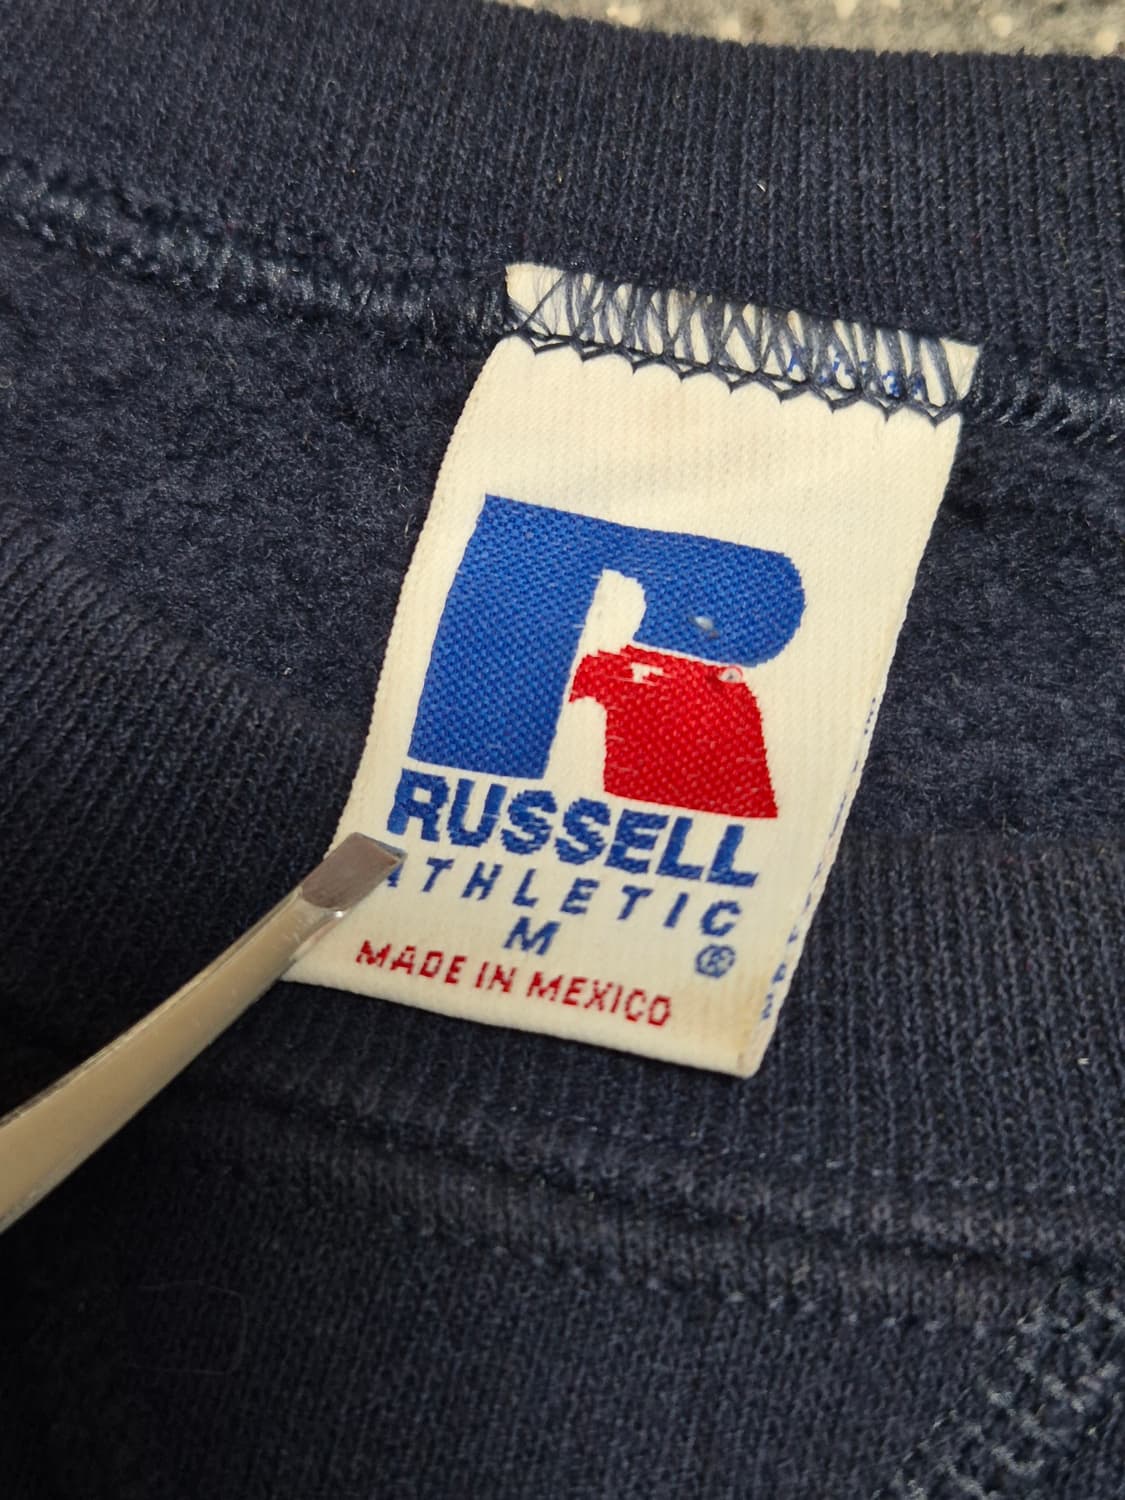 RUSSELL
ATHLETIC
M ®
MADE IN MEXICO